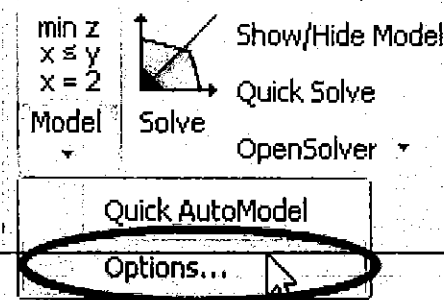 min z
x ≤ y
x = 2
Model
Solve
Show/Hide Model
Quick Solve
OpenSolver
Quick AutoModel
Options...